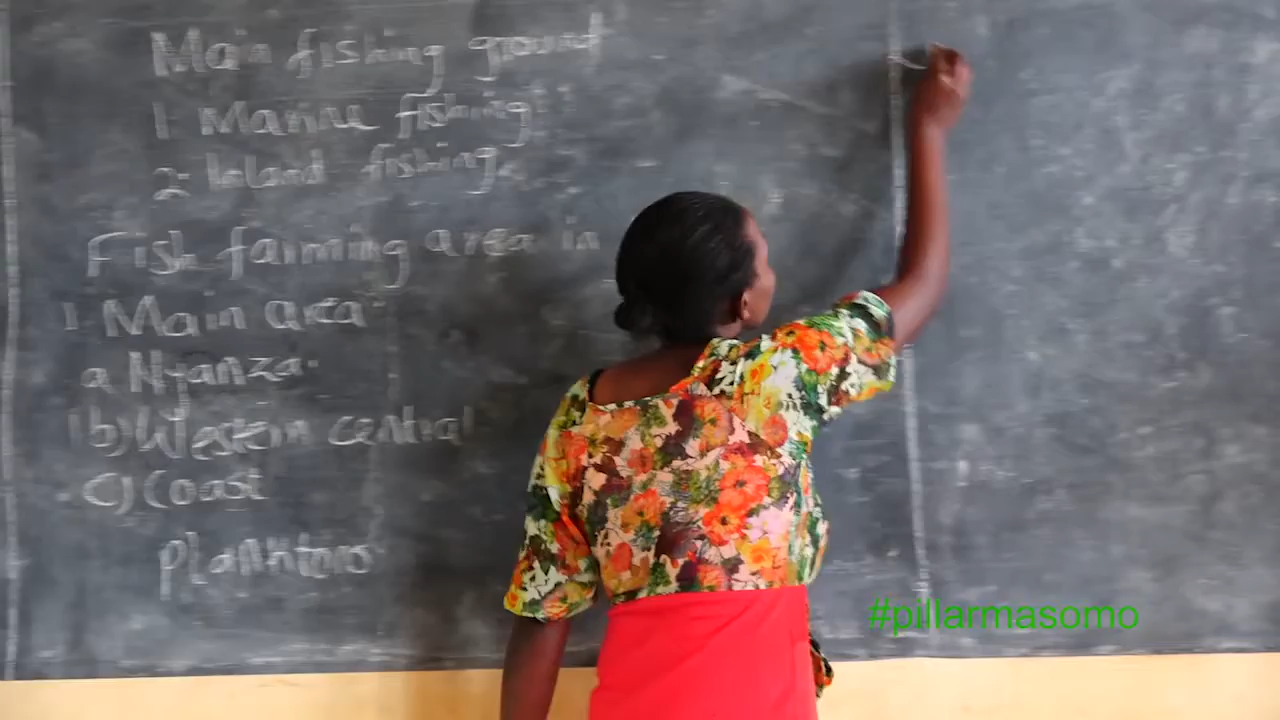 Main fishing ground
1 Marine fishing
2. Inland fishing
Fish farming area in
1 Main area
a Nyanza.
(b) Western central
c) Coast
#pillarmasomo